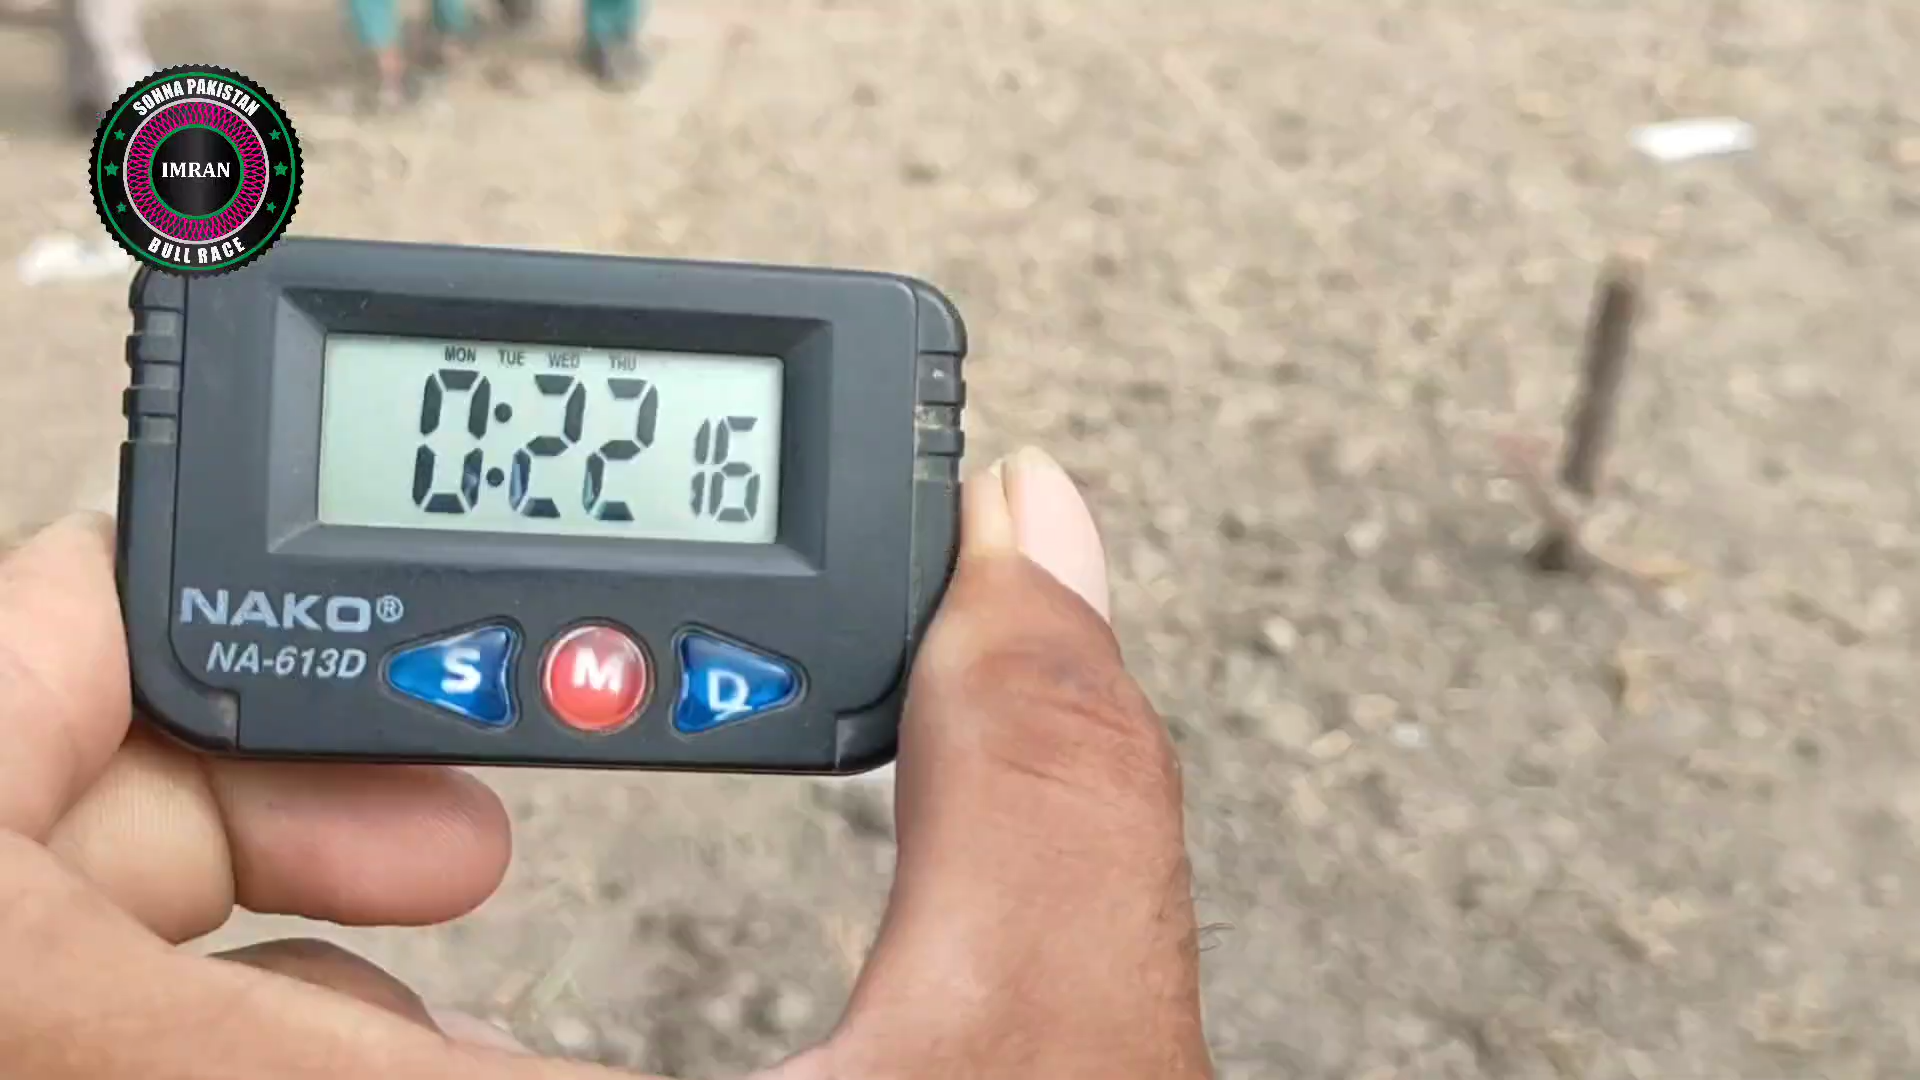 SOHNA PAKISTAN
IMRAN
BULL RACE
MON TUE WED THU
0:22 16
NAKO®
NA-613D
S M D